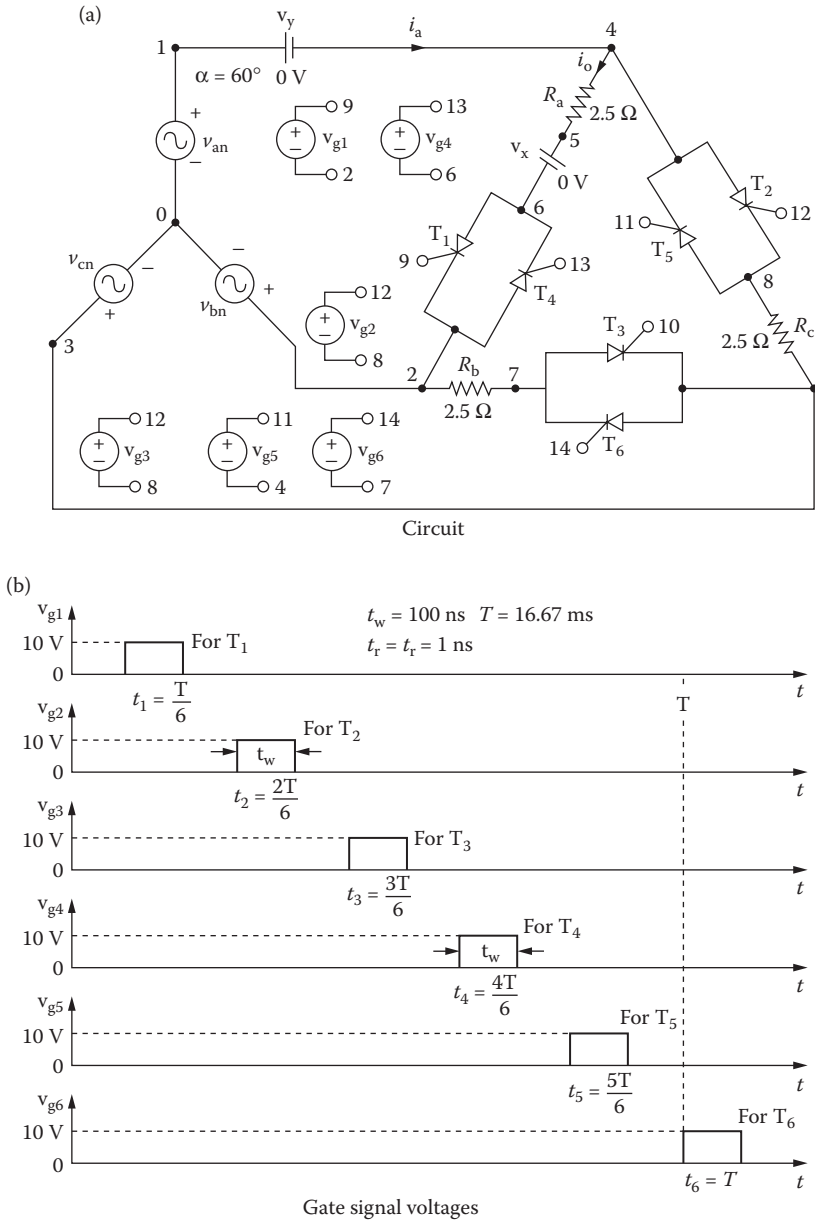 (a)
v_y
1
α = 60°
0 V
i_a
4
i_o
R_a
2.5 Ω
5
v_x
0 V
6
+
v_an
−
9
+
−
v_g1
2
13
+
−
v_g4
6
T_1
9
13
T_4
T_2
12
11
T_5
8
R_c
2.5 Ω
0
v_cn
−
+
−
v_bn
+
3
12
+
−
v_g2
8
T_3
10
2
R_b
2.5 Ω
7
T_6
14
12
+
−
v_g3
8
11
+
−
v_g5
4
14
+
−
v_g6
7
Circuit
(b)
v_g1
10 V
0
For T_1
t_w = 100 ns T = 16.67 ms
t_r = t_r = 1 ns
t_1 = T/6
T
t
v_g2
10 V
0
For T_2
t_w
t_2 = 2T/6
t
v_g3
10 V
0
For T_3
t_3 = 3T/6
t
v_g4
10 V
0
For T_4
t_w
t_4 = 4T/6
t
v_g5
10 V
0
For T_5
t_5 = 5T/6
t
v_g6
10 V
0
For T_6
t_6 = T
t
Gate signal voltages